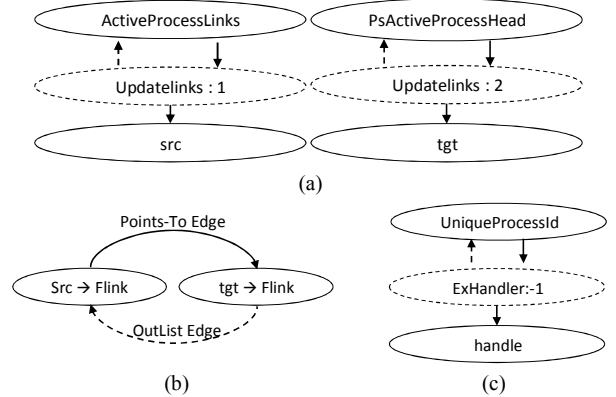 ActiveProcessLinks
PsActiveProcessHead
Updatelinks : 1
Updatelinks : 2
src
tgt
(a)
Points-To Edge
Src → Flink
tgt → Flink
OutList Edge
(b)
UniqueProcessId
ExHandler:-1
handle
(c)